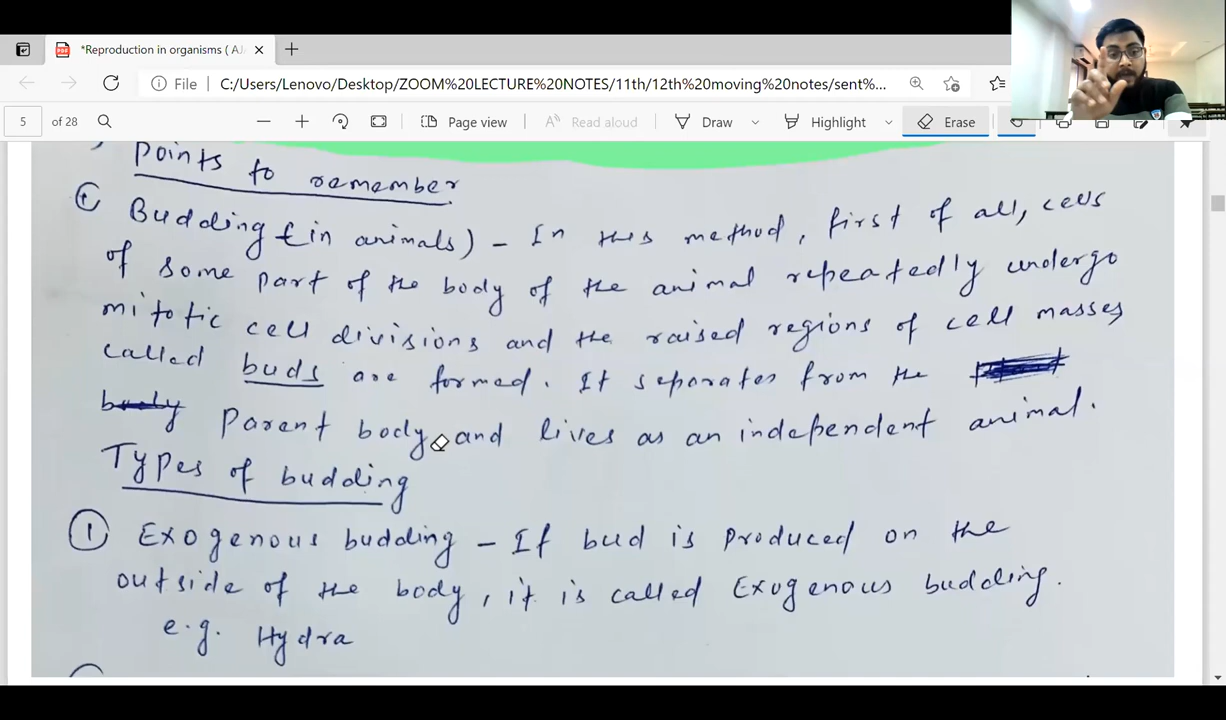 *Reproduction in organisms ( AJ
File
C:/Users/Lenovo/Desktop/ZOOM%20LECTURE%20NOTES/11th/12th%20moving%20notes/sent%...
5 of 28
Page view
Read aloud
Draw
Highlight
Erase
Points to remember
Budding (in animals) - In this method, first of all, cells
of some part of the body of the animal repeatedly undergo
mitotic cell divisions and the raised regions of cell masses
called buds are formed. It separates from the
body Parent body and lives as an independent animal.
Types of budding
① Exogenous budding - If bud is produced on the
outside of the body, it is called Exogenous budding.
e.g. Hydra